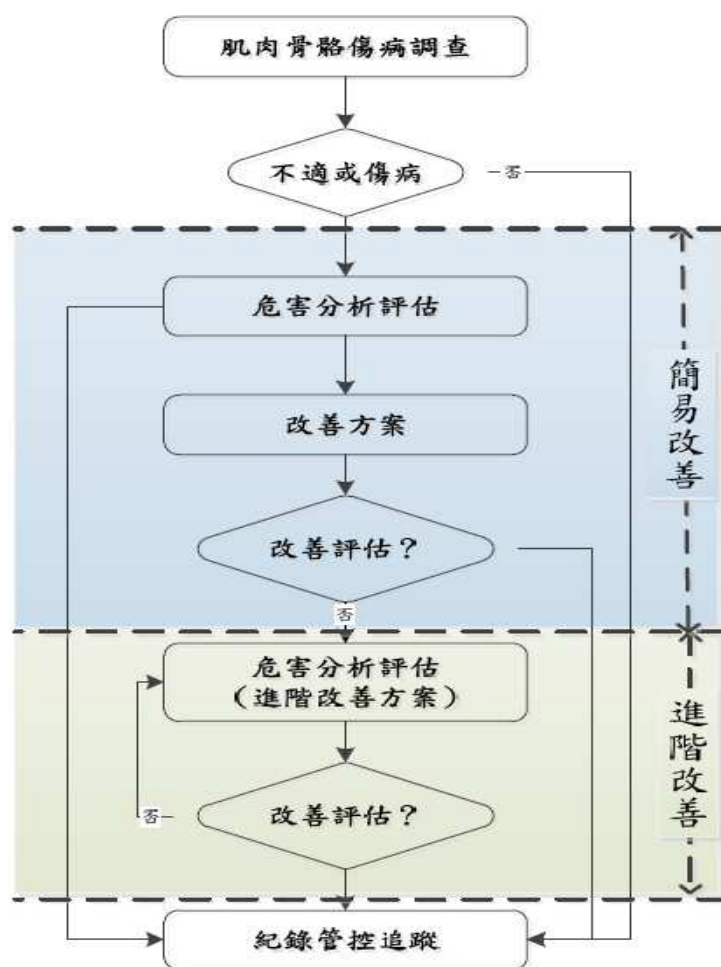 肌肉骨骼傷病調查
不適或傷病
否
危害分析評估
改善方案
改善評估？
否
簡易改善
危害分析評估
（進階改善方案）
改善評估？
否
進階改善
紀錄管控追蹤